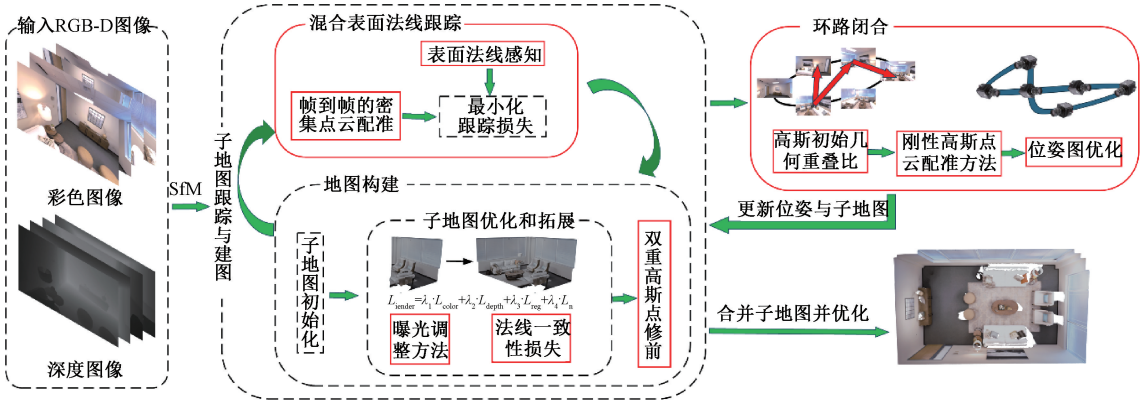 输入RGB-D图像
彩色图像
深度图像
SfM
子地图跟踪与建图
混合表面法线跟踪
表面法线感知
帧到帧的密
集点云配准
最小化
跟踪损失
地图构建
子地图初始化
子地图优化和拓展
L_iender=λ_1·L_color+λ_2·L_depth+λ_3·L_reg+λ_4·L_n
曝光调
整方法
法线一致
性损失
双重高斯点修前
环路闭合
高斯初始几
何重叠比
刚性高斯点
云配准方法
位姿图优化
更新位姿与子地图
合并子地图并优化